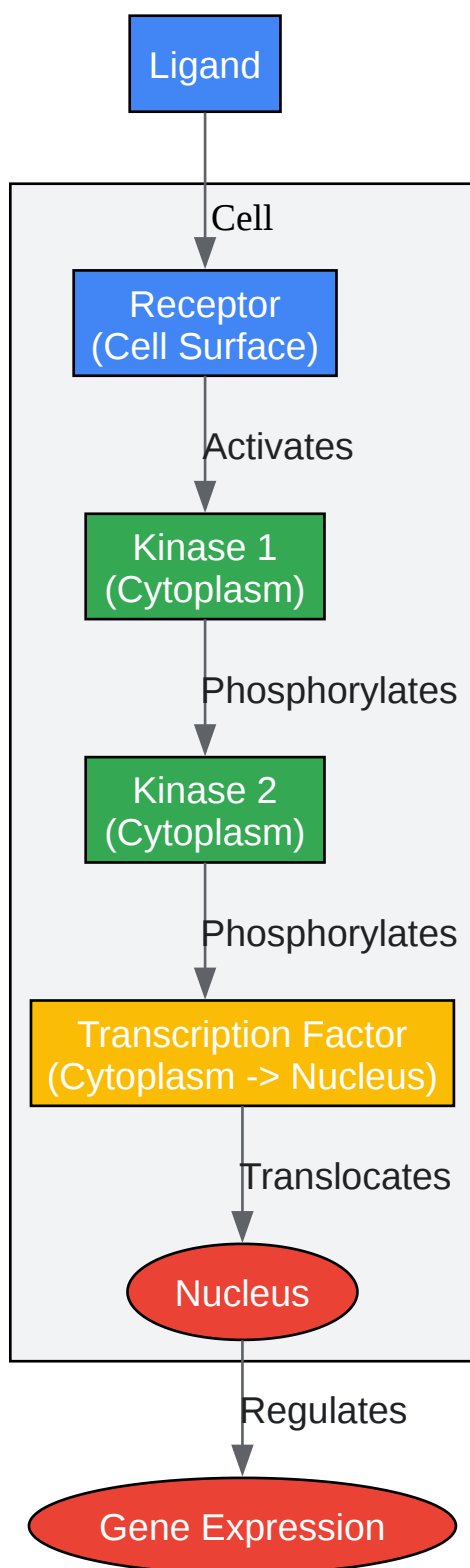 Ligand
Cell
Receptor
(Cell Surface)
Activates
Kinase 1
(Cytoplasm)
Phosphorylates
Kinase 2
(Cytoplasm)
Phosphorylates
Transcription Factor
(Cytoplasm -> Nucleus)
Translocates
Nucleus
Regulates
Gene Expression